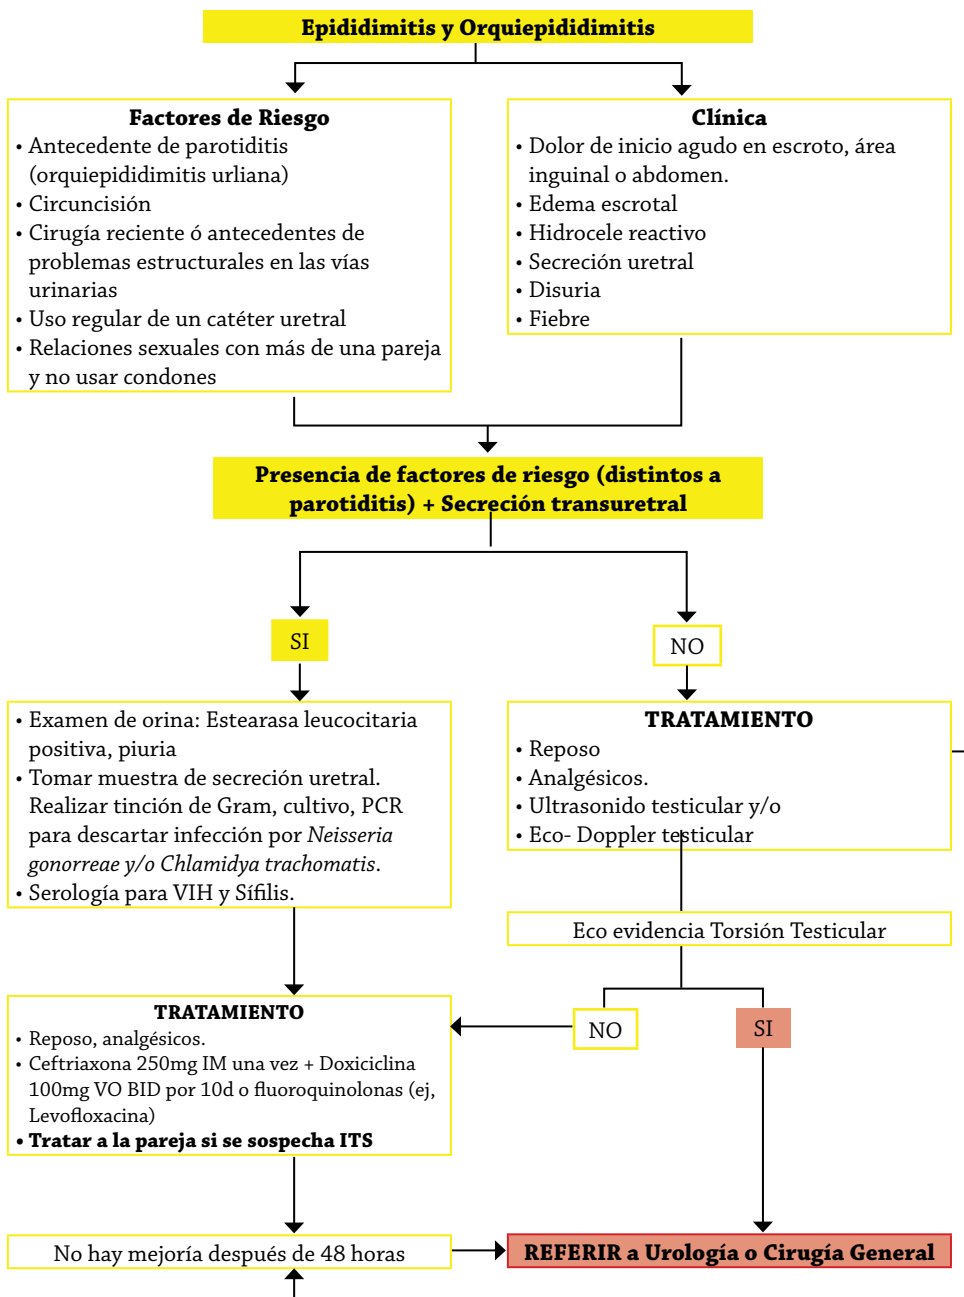 Epididimitis y Orquiepididimitis
Factores de Riesgo
• Antecedente de parotiditis
(orquiepididimitis urliana)
• Circuncisión
• Cirugía reciente ó antecedentes de
problemas estructurales en las vías
urinarias
• Uso regular de un catéter uretral
• Relaciones sexuales con más de una pareja
y no usar condones
Clínica
• Dolor de inicio agudo en escroto, área
inguinal o abdomen.
• Edema escrotal
• Hidrocele reactivo
• Secreción uretral
• Disuria
• Fiebre
Presencia de factores de riesgo (distintos a
parotiditis) + Secreción transuretral
SI
NO
• Examen de orina: Estearasa leucocitaria
positiva, piuria
• Tomar muestra de secreción uretral.
Realizar tinción de Gram, cultivo, PCR
para descartar infección por Neisseria
gonorreae y/o Chlamidya trachomatis.
• Serología para VIH y Sífilis.
TRATAMIENTO
• Reposo
• Analgésicos.
• Ultrasonido testicular y/o
• Eco- Doppler testicular
Eco evidencia Torsión Testicular
NO
SI
TRATAMIENTO
• Reposo, analgésicos.
• Ceftriaxona 250mg IM una vez + Doxiciclina
100mg VO BID por 10d o fluoroquinolonas (ej,
Levofloxacina)
• Tratar a la pareja si se sospecha ITS
No hay mejoría después de 48 horas
REFERIR a Urología o Cirugía General